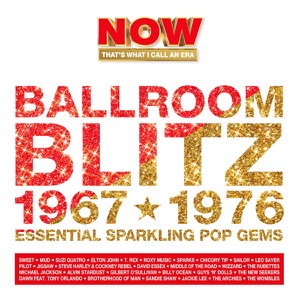 NOW
THAT'S WHAT I CALL AN ERA
BALLROOM
BLITZ
1967 ★ 1976
ESSENTIAL SPARKLING POP GEMS
SWEET • MUD • SUZI QUATRO • ELTON JOHN • T. REX • ROXY MUSIC • SPARKS • CHICORY TIP • SAILOR • LEO SAYER
PILOT • JIGSAW • STEVE HARLEY & COCKNEY REBEL • DAVID ESSEX • MIDDLE OF THE ROAD • WIZZARD • THE RUBETTES
MICHAEL JACKSON • ALVIN STARDUST • GILBERT O'SULLIVAN • BILLY OCEAN • GUYS 'N' DOLLS • THE NEW SEEKERS
DAWN FEAT. TONY ORLANDO • BROTHERHOOD OF MAN • SANDIE SHAW • JACKIE LEE • THE ARCHIES • THE WOMBLES